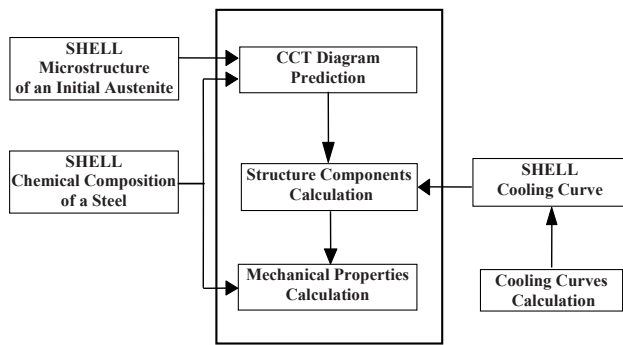 SHELL
Microstructure
of an Initial Austenite
CCT Diagram
Prediction
SHELL
Chemical Composition
of a Steel
Structure Components
Calculation
SHELL
Cooling Curve
Mechanical Properties
Calculation
Cooling Curves
Calculation